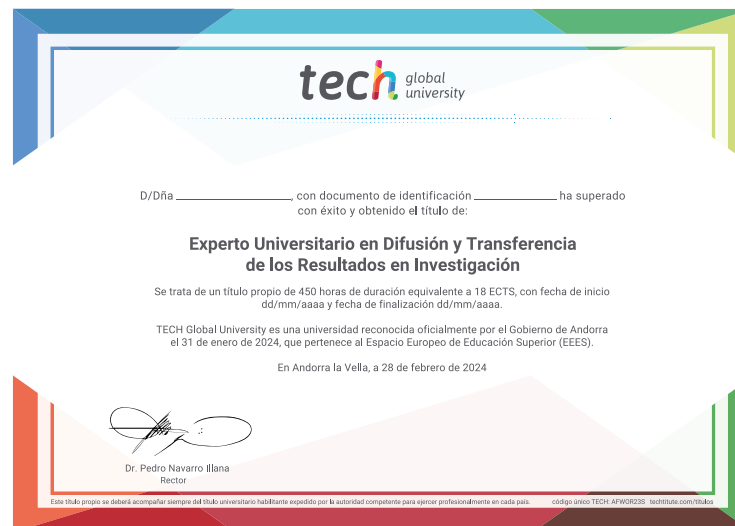 tech global university
D/Dña ____________________, con documento de identificación ______________ ha superado
con éxito y obtenido el título de:
Experto Universitario en Difusión y Transferencia
de los Resultados en Investigación
Se trata de un título propio de 450 horas de duración equivalente a 18 ECTS, con fecha de inicio
dd/mm/aaaa y fecha de finalización dd/mm/aaaa.
TECH Global University es una universidad reconocida oficialmente por el Gobierno de Andorra
el 31 de enero de 2024, que pertenece al Espacio Europeo de Educación Superior (EEES).
En Andorra la Vella, a 28 de febrero de 2024
Dr. Pedro Navarro Illana
Rector
Este título propio se deberá acompañar siempre del título universitario habilitante expedido por la autoridad competente para ejercer profesionalmente en cada país. código único TECH: AFWOR23S techtitute.com/titulos